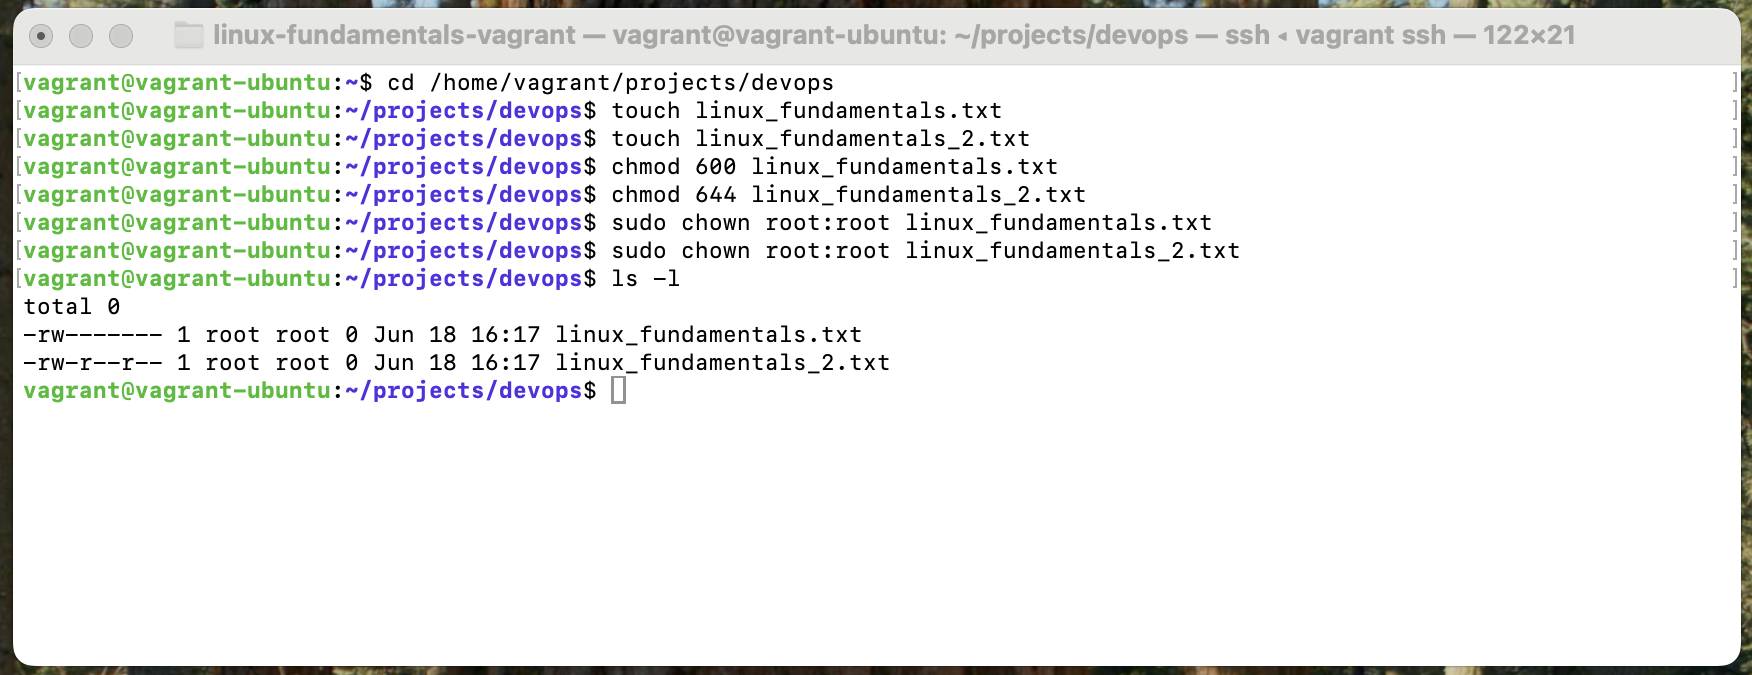 linux-fundamentals-vagrant — vagrant@vagrant-ubuntu: ~/projects/devops — ssh ◂ vagrant ssh — 122×21
[vagrant@vagrant-ubuntu:~$ cd /home/vagrant/projects/devops ]
[vagrant@vagrant-ubuntu:~/projects/devops$ touch linux_fundamentals.txt ]
[vagrant@vagrant-ubuntu:~/projects/devops$ touch linux_fundamentals_2.txt ]
[vagrant@vagrant-ubuntu:~/projects/devops$ chmod 600 linux_fundamentals.txt ]
[vagrant@vagrant-ubuntu:~/projects/devops$ chmod 644 linux_fundamentals_2.txt ]
[vagrant@vagrant-ubuntu:~/projects/devops$ sudo chown root:root linux_fundamentals.txt ]
[vagrant@vagrant-ubuntu:~/projects/devops$ sudo chown root:root linux_fundamentals_2.txt ]
[vagrant@vagrant-ubuntu:~/projects/devops$ ls -l ]
total 0
-rw------- 1 root root 0 Jun 18 16:17 linux_fundamentals.txt
-rw-r--r-- 1 root root 0 Jun 18 16:17 linux_fundamentals_2.txt
vagrant@vagrant-ubuntu:~/projects/devops$